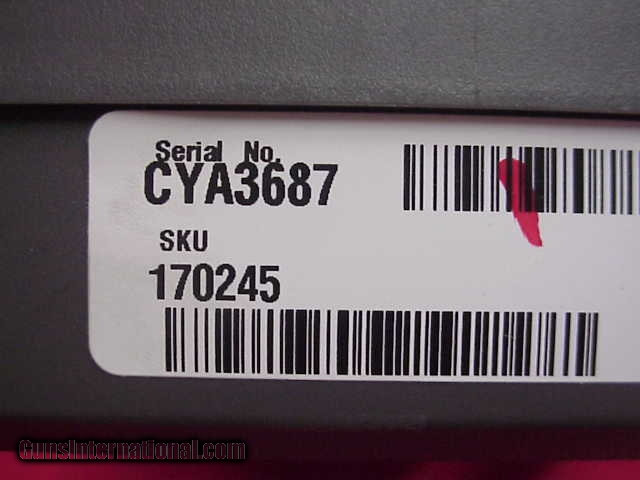 Serial No.
CYA3687
SKU
170245
GunsInternational.com